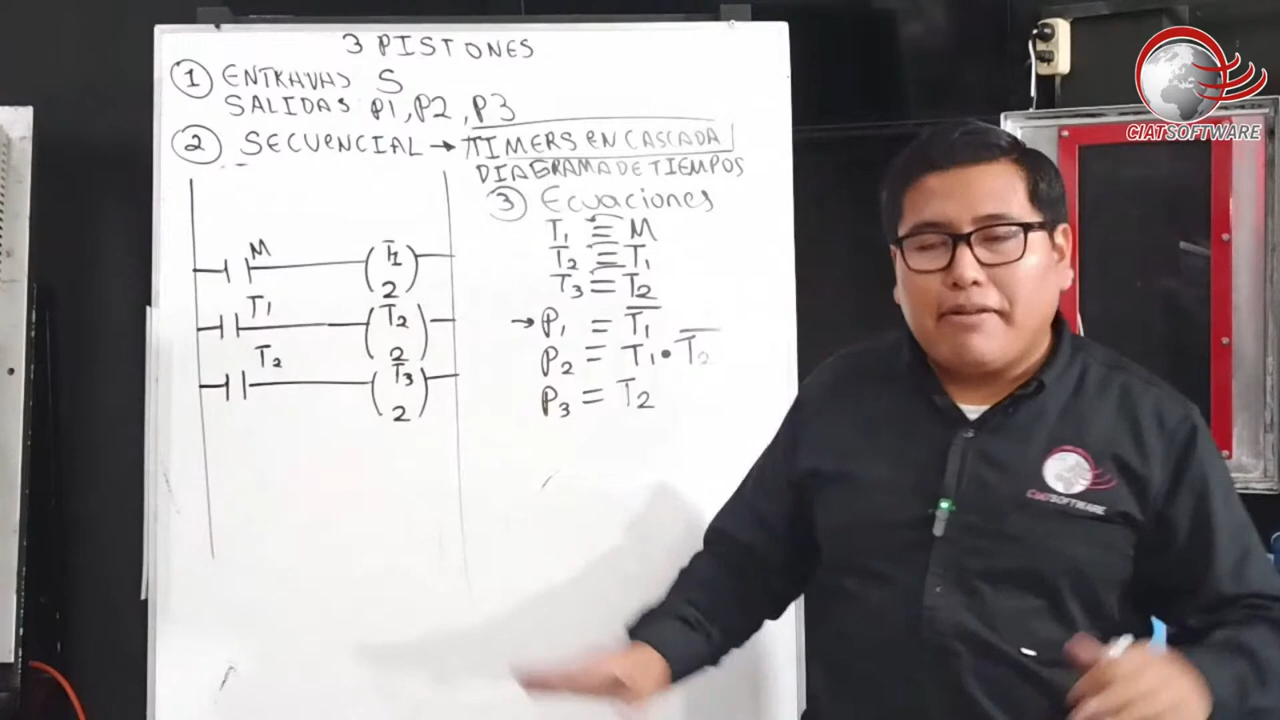 3 PISTONES
① ENTRADAS S
SALIDAS P1, P2, P3
② SECUENCIAL → TIMERS EN CASCADA
DIAGRAMA DE TIEMPOS
③ Ecuaciones
T₁ ≡ M
T₂ ≡ T₁
T₃ ≡ T₂
→ P₁ = T̅₁
P₂ = T₁ • T̅₂
P₃ = T₂
M T1 2
T1 T2 2
T2 T3 2
CIATSOFTWARE
CIATSOFTWARE